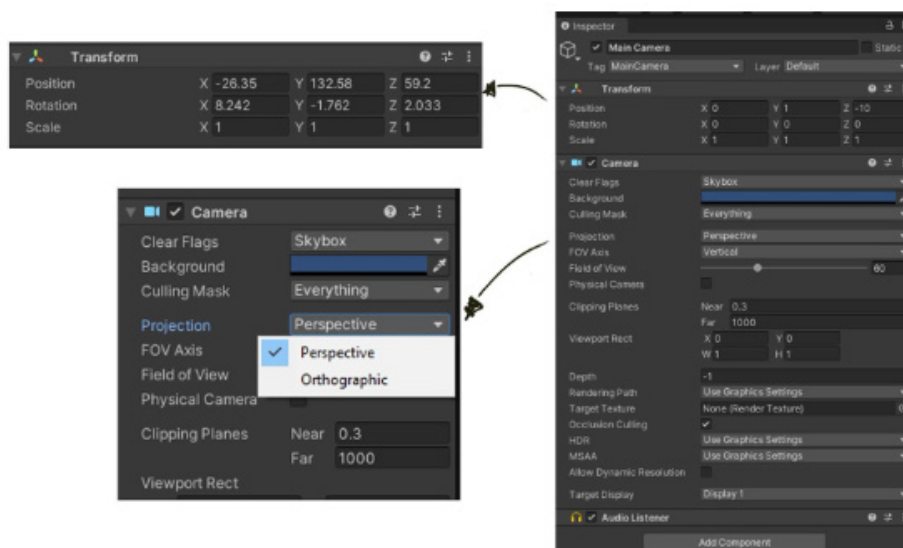 Transform
Position X -26.35 Y 132.58 Z 59.2
Rotation X 8.242 Y -1.762 Z 2.033
Scale X 1 Y 1 Z 1
Camera
Clear Flags Skybox
Background
Culling Mask Everything
Projection Perspective
FOV Axis Perspective
Field of View Orthographic
Physical Camera
Clipping Planes Near 0.3
Far 1000
Viewport Rect
Inspector
Main Camera Static
Tag MainCamera Layer Default
Transform
Position X 0 Y 1 Z -10
Rotation X 0 Y 0 Z 0
Scale X 1 Y 1 Z 1
Camera
Clear Flags Skybox
Background
Culling Mask Everything
Projection Perspective
FOV Axis Vertical
Field of View 60
Physical Camera
Clipping Planes Near 0.3
Far 1000
Viewport Rect X 0 Y 0
W 1 H 1
Depth -1
Rendering Path Use Graphics Settings
Target Texture None (Render Texture)
Occlusion Culling
HDR Use Graphics Settings
MSAA Use Graphics Settings
Allow Dynamic Resolution
Target Display Display 1
Audio Listener
Add Component